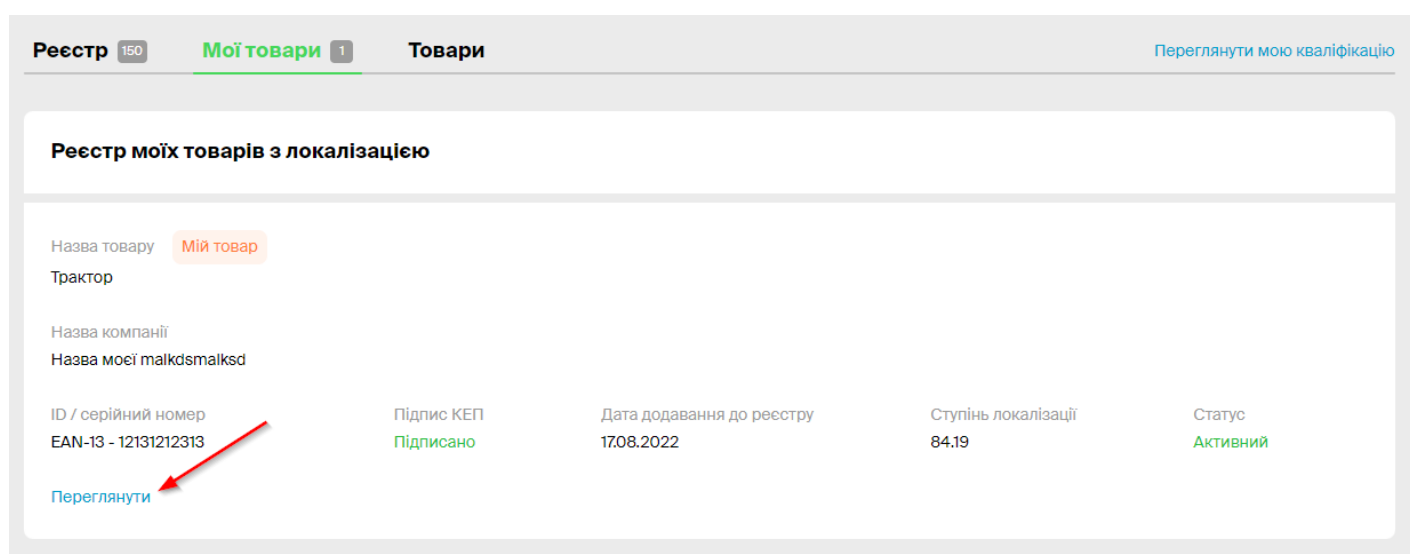 Реєстр 150 Мої товари 1 Товари Переглянути мою кваліфікацію
Реєстр моїх товарів з локалізацією
Назва товару Мій товар
Трактор
Назва компанії
Назва моєї malkdsmalksd
ID / серійний номер Підпис КЕП Дата додавання до реєстру Ступінь локалізації Статус
EAN-13 - 12131212313 Підписано 17.08.2022 84.19 Активний
Переглянути